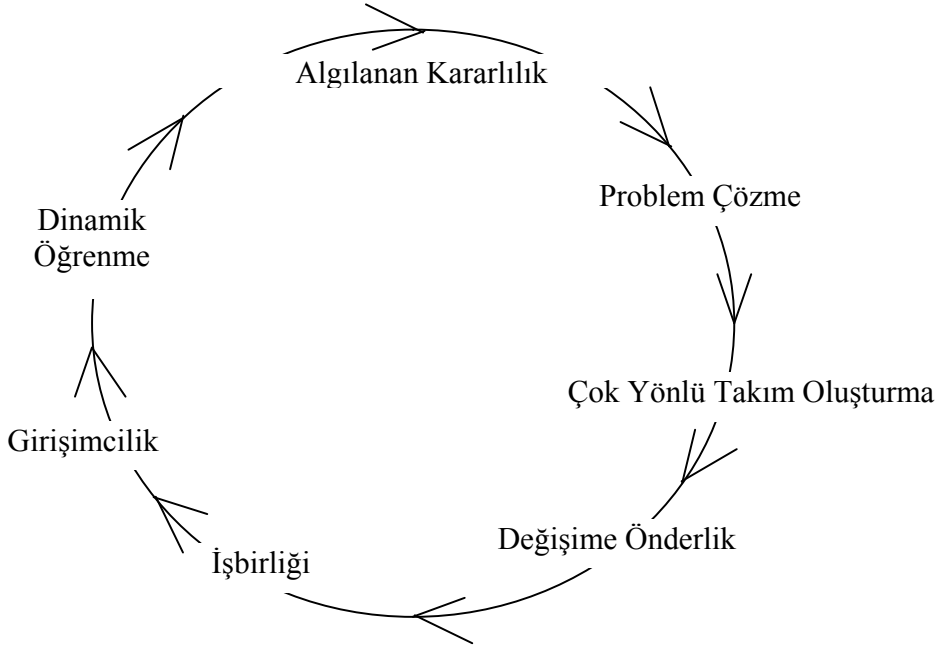 Algılanan Kararlılık
Problem Çözme
Çok Yönlü Takım Oluşturma
Değişime Önderlik
İşbirliği
Girişimcilik
Dinamik
Öğrenme